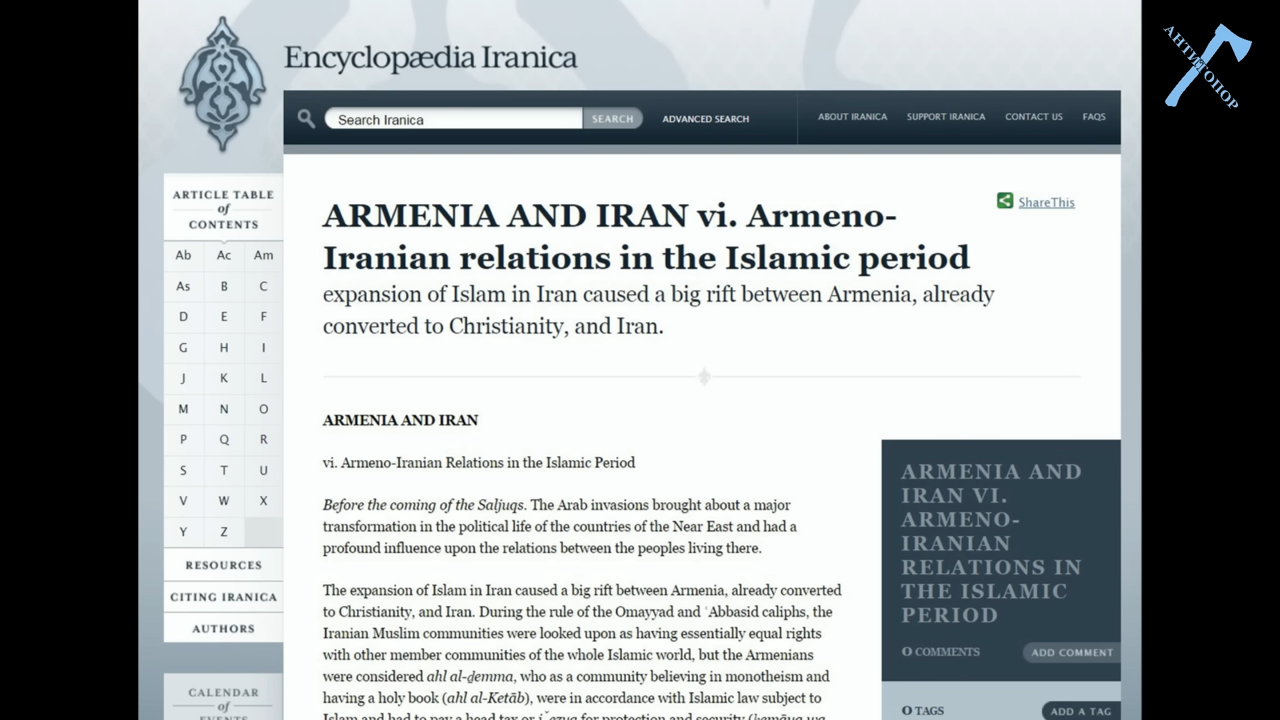 Encyclopædia Iranica
АНТИТОПОР
Search Iranica
SEARCH
ADVANCED SEARCH
ABOUT IRANICA
SUPPORT IRANICA
CONTACT US
FAQS
ARTICLE TABLE
of
CONTENTS
Ab Ac Am
As B C
D E F
G H I
J K L
M N O
P Q R
S T U
V W X
Y Z
RESOURCES
CITING IRANICA
AUTHORS
CALENDAR
of
EVENTS
ShareThis
ARMENIA AND IRAN vi. Armeno-
Iranian relations in the Islamic period
expansion of Islam in Iran caused a big rift between Armenia, already
converted to Christianity, and Iran.
ARMENIA AND IRAN
vi. Armeno-Iranian Relations in the Islamic Period
Before the coming of the Saljuqs. The Arab invasions brought about a major
transformation in the political life of the countries of the Near East and had a
profound influence upon the relations between the peoples living there.
The expansion of Islam in Iran caused a big rift between Armenia, already converted
to Christianity, and Iran. During the rule of the Omayyad and ʿAbbasid caliphs, the
Iranian Muslim communities were looked upon as having essentially equal rights
with other member communities of the whole Islamic world, but the Armenians
were considered ahl al-ḏemma, who as a community believing in monotheism and
having a holy book (ahl al-Ketāb), were in accordance with Islamic law subject to
Islam and had to pay a head tax or for protection and security
ARMENIA AND
IRAN VI.
ARMENO-
IRANIAN
RELATIONS IN
THE ISLAMIC
PERIOD
0 COMMENTS
ADD COMMENT
0 TAGS
ADD A TAG